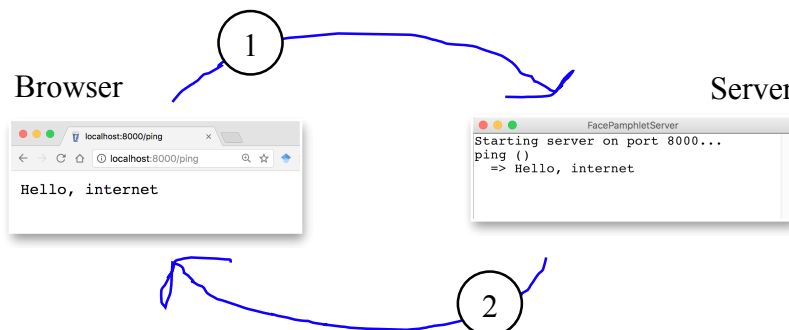 1
Browser
Server
localhost:8000/ping
localhost:8000/ping
Hello, internet
FacePamphletServer
Starting server on port 8000...
ping ()
=> Hello, internet
2